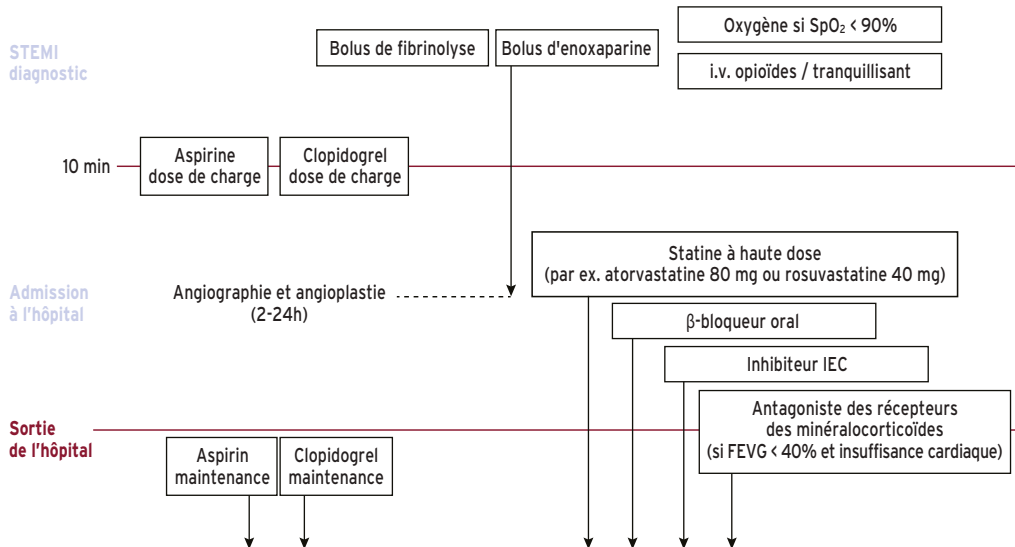 STEMI
diagnostic
Bolus de fibrinolyse
Bolus d'enoxaparine
Oxygène si SpO₂ < 90%
i.v. opioïdes / tranquillisant
10 min
Aspirine
dose de charge
Clopidogrel
dose de charge
Admission
à l'hôpital
Angiographie et angioplastie
(2-24h)
Statine à haute dose
(par ex. atorvastatine 80 mg ou rosuvastatine 40 mg)
β-bloqueur oral
Inhibiteur IEC
Sortie
de l'hôpital
Antagoniste des récepteurs
des minéralocorticoïdes
(si FEVG < 40% et insuffisance cardiaque)
Aspirin
maintenance
Clopidogrel
maintenance